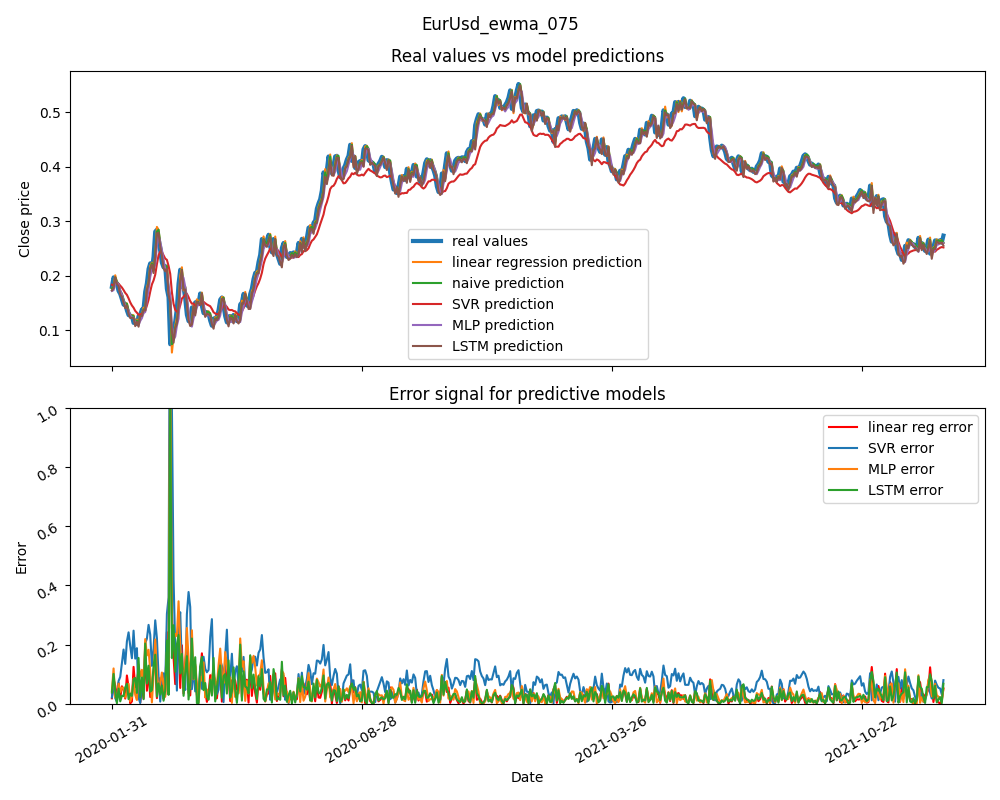 EurUsd_ewma_075
Real values vs model predictions
Close price
0.5
0.4
0.3
0.2
0.1
real values
linear regression prediction
naive prediction
SVR prediction
MLP prediction
LSTM prediction
Error signal for predictive models
Error
1.0
0.8
0.6
0.4
0.2
0.0
linear reg error
SVR error
MLP error
LSTM error
2020-01-31
2020-08-28
2021-03-26
2021-10-22
Date